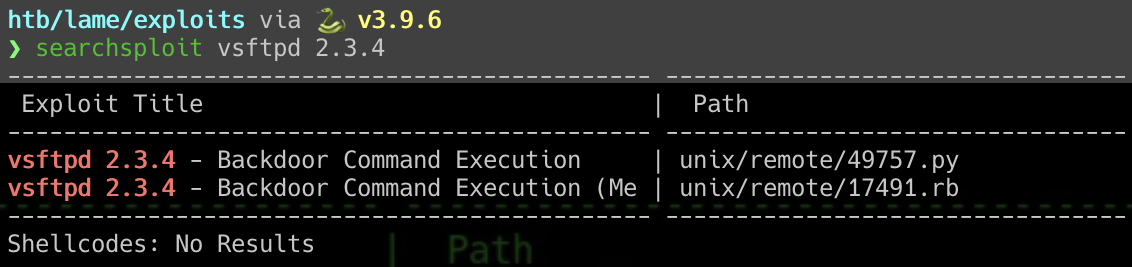 htb/lame/exploits via 🐍 v3.9.6
❯ searchsploit vsftpd 2.3.4
---------------------------------------------- ---------------------------------
 Exploit Title                                |  Path
---------------------------------------------- ---------------------------------
vsftpd 2.3.4 - Backdoor Command Execution     | unix/remote/49757.py
vsftpd 2.3.4 - Backdoor Command Execution (Me | unix/remote/17491.rb
---------------------------------------------- ---------------------------------
Shellcodes: No Results
| Path